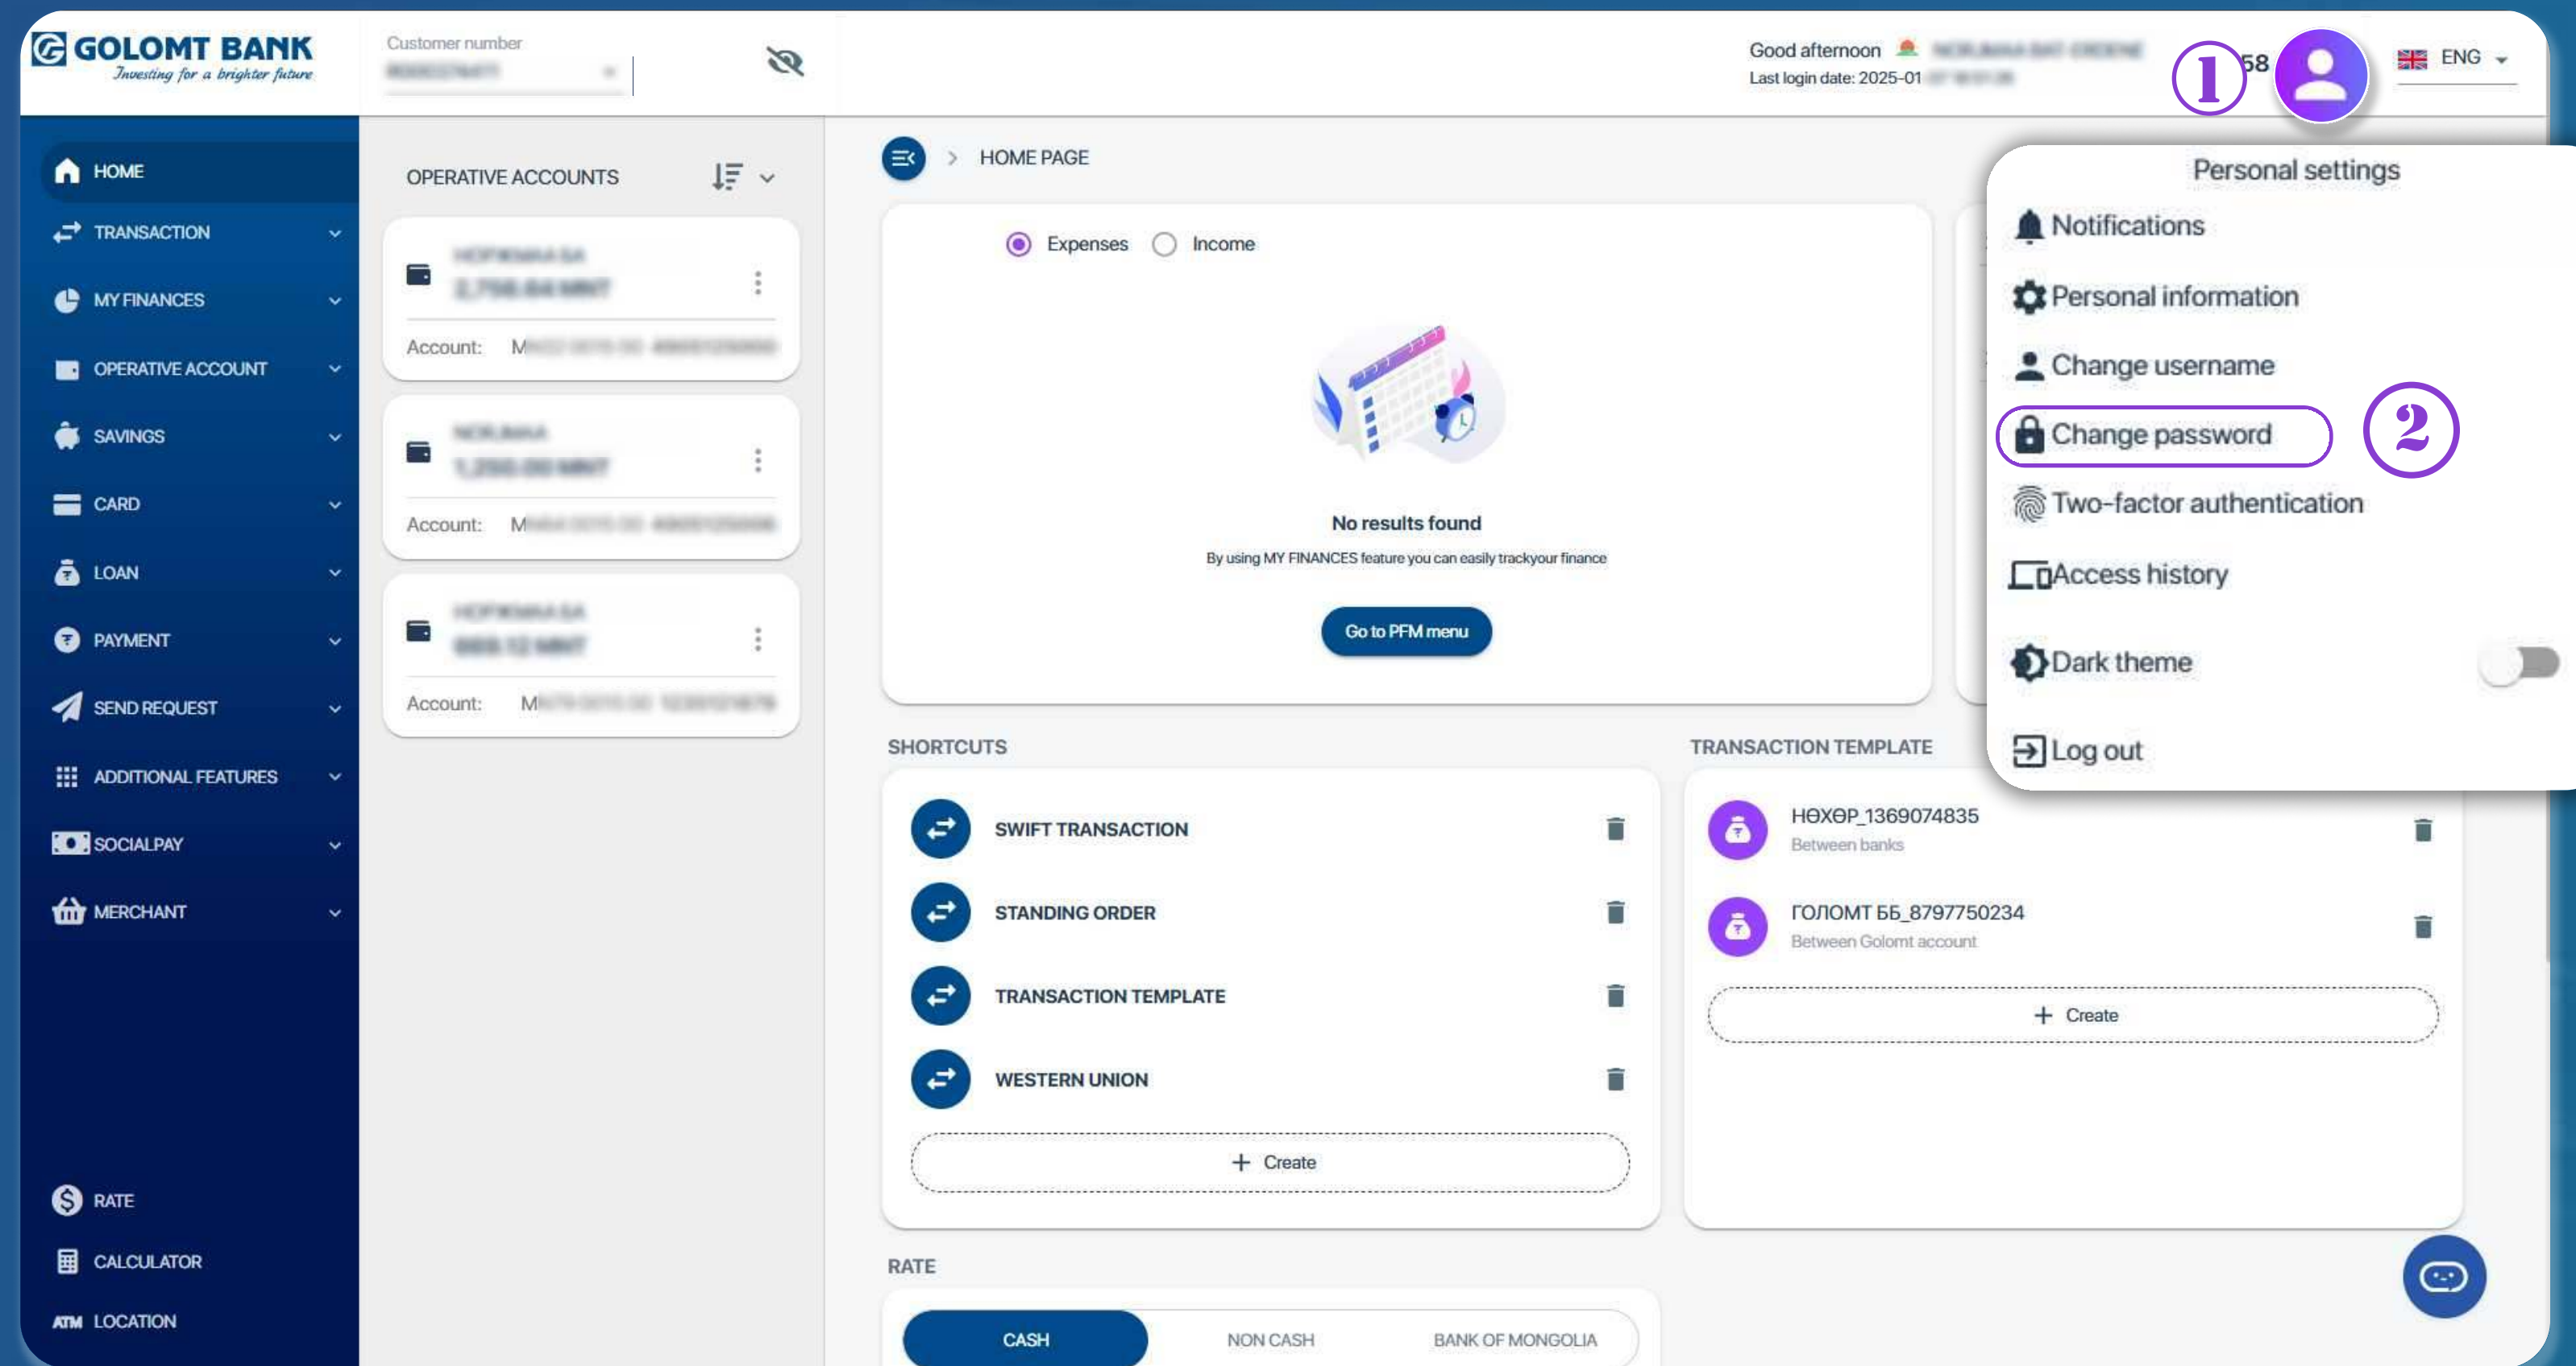 GOLOMT BANK
Investing for a brighter future
Customer number
Good afternoon
Last login date: 2025-01
1
58
ENG
HOME
TRANSACTION
MY FINANCES
OPERATIVE ACCOUNT
SAVINGS
CARD
LOAN
PAYMENT
SEND REQUEST
ADDITIONAL FEATURES
SOCIALPAY
MERCHANT
RATE
CALCULATOR
ATM LOCATION
OPERATIVE ACCOUNTS
Account:
Account:
Account:
> HOME PAGE
Expenses Income
No results found
By using MY FINANCES feature you can easily trackyour finance
Go to PFM menu
Personal settings
Notifications
Personal information
Change username
Change password
2
Two-factor authentication
Access history
Dark theme
Log out
SHORTCUTS
SWIFT TRANSACTION
STANDING ORDER
TRANSACTION TEMPLATE
WESTERN UNION
+ Create
TRANSACTION TEMPLATE
НӨХӨР_1369074835
Between banks
ГОЛОМТ ББ_8797750234
Between Golomt account
+ Create
RATE
CASH NON CASH BANK OF MONGOLIA